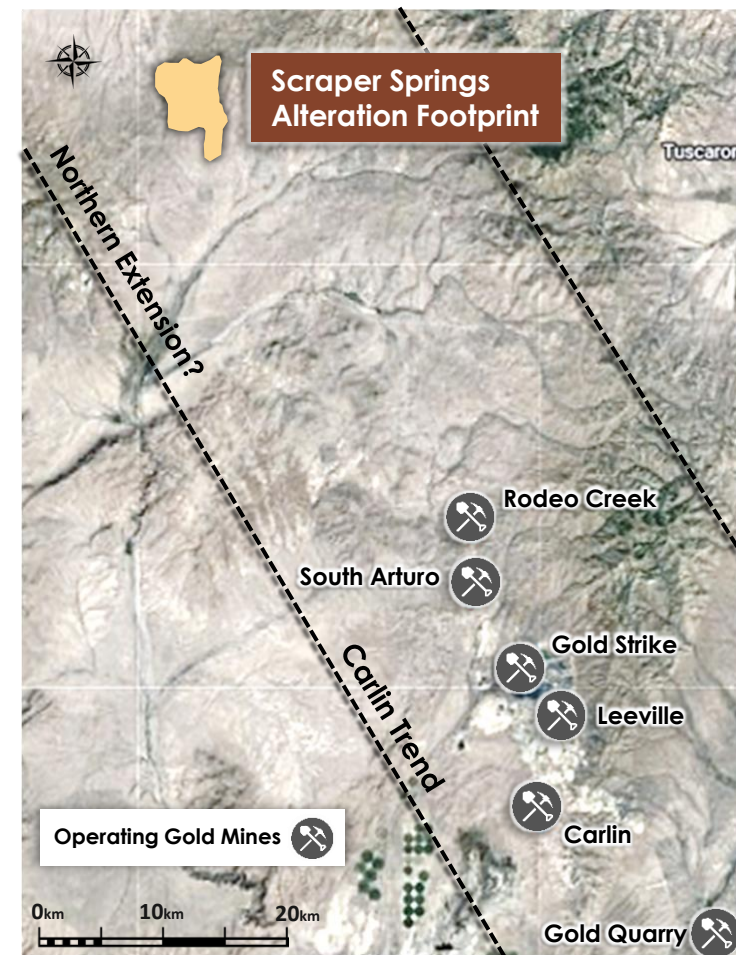 Scraper Springs
Alteration Footprint
Tuscaror
Northern Extension?
Rodeo Creek
South Arturo
Gold Strike
Carlin Trend
Leeville
Operating Gold Mines
Carlin
0km 10km 20km
Gold Quarry